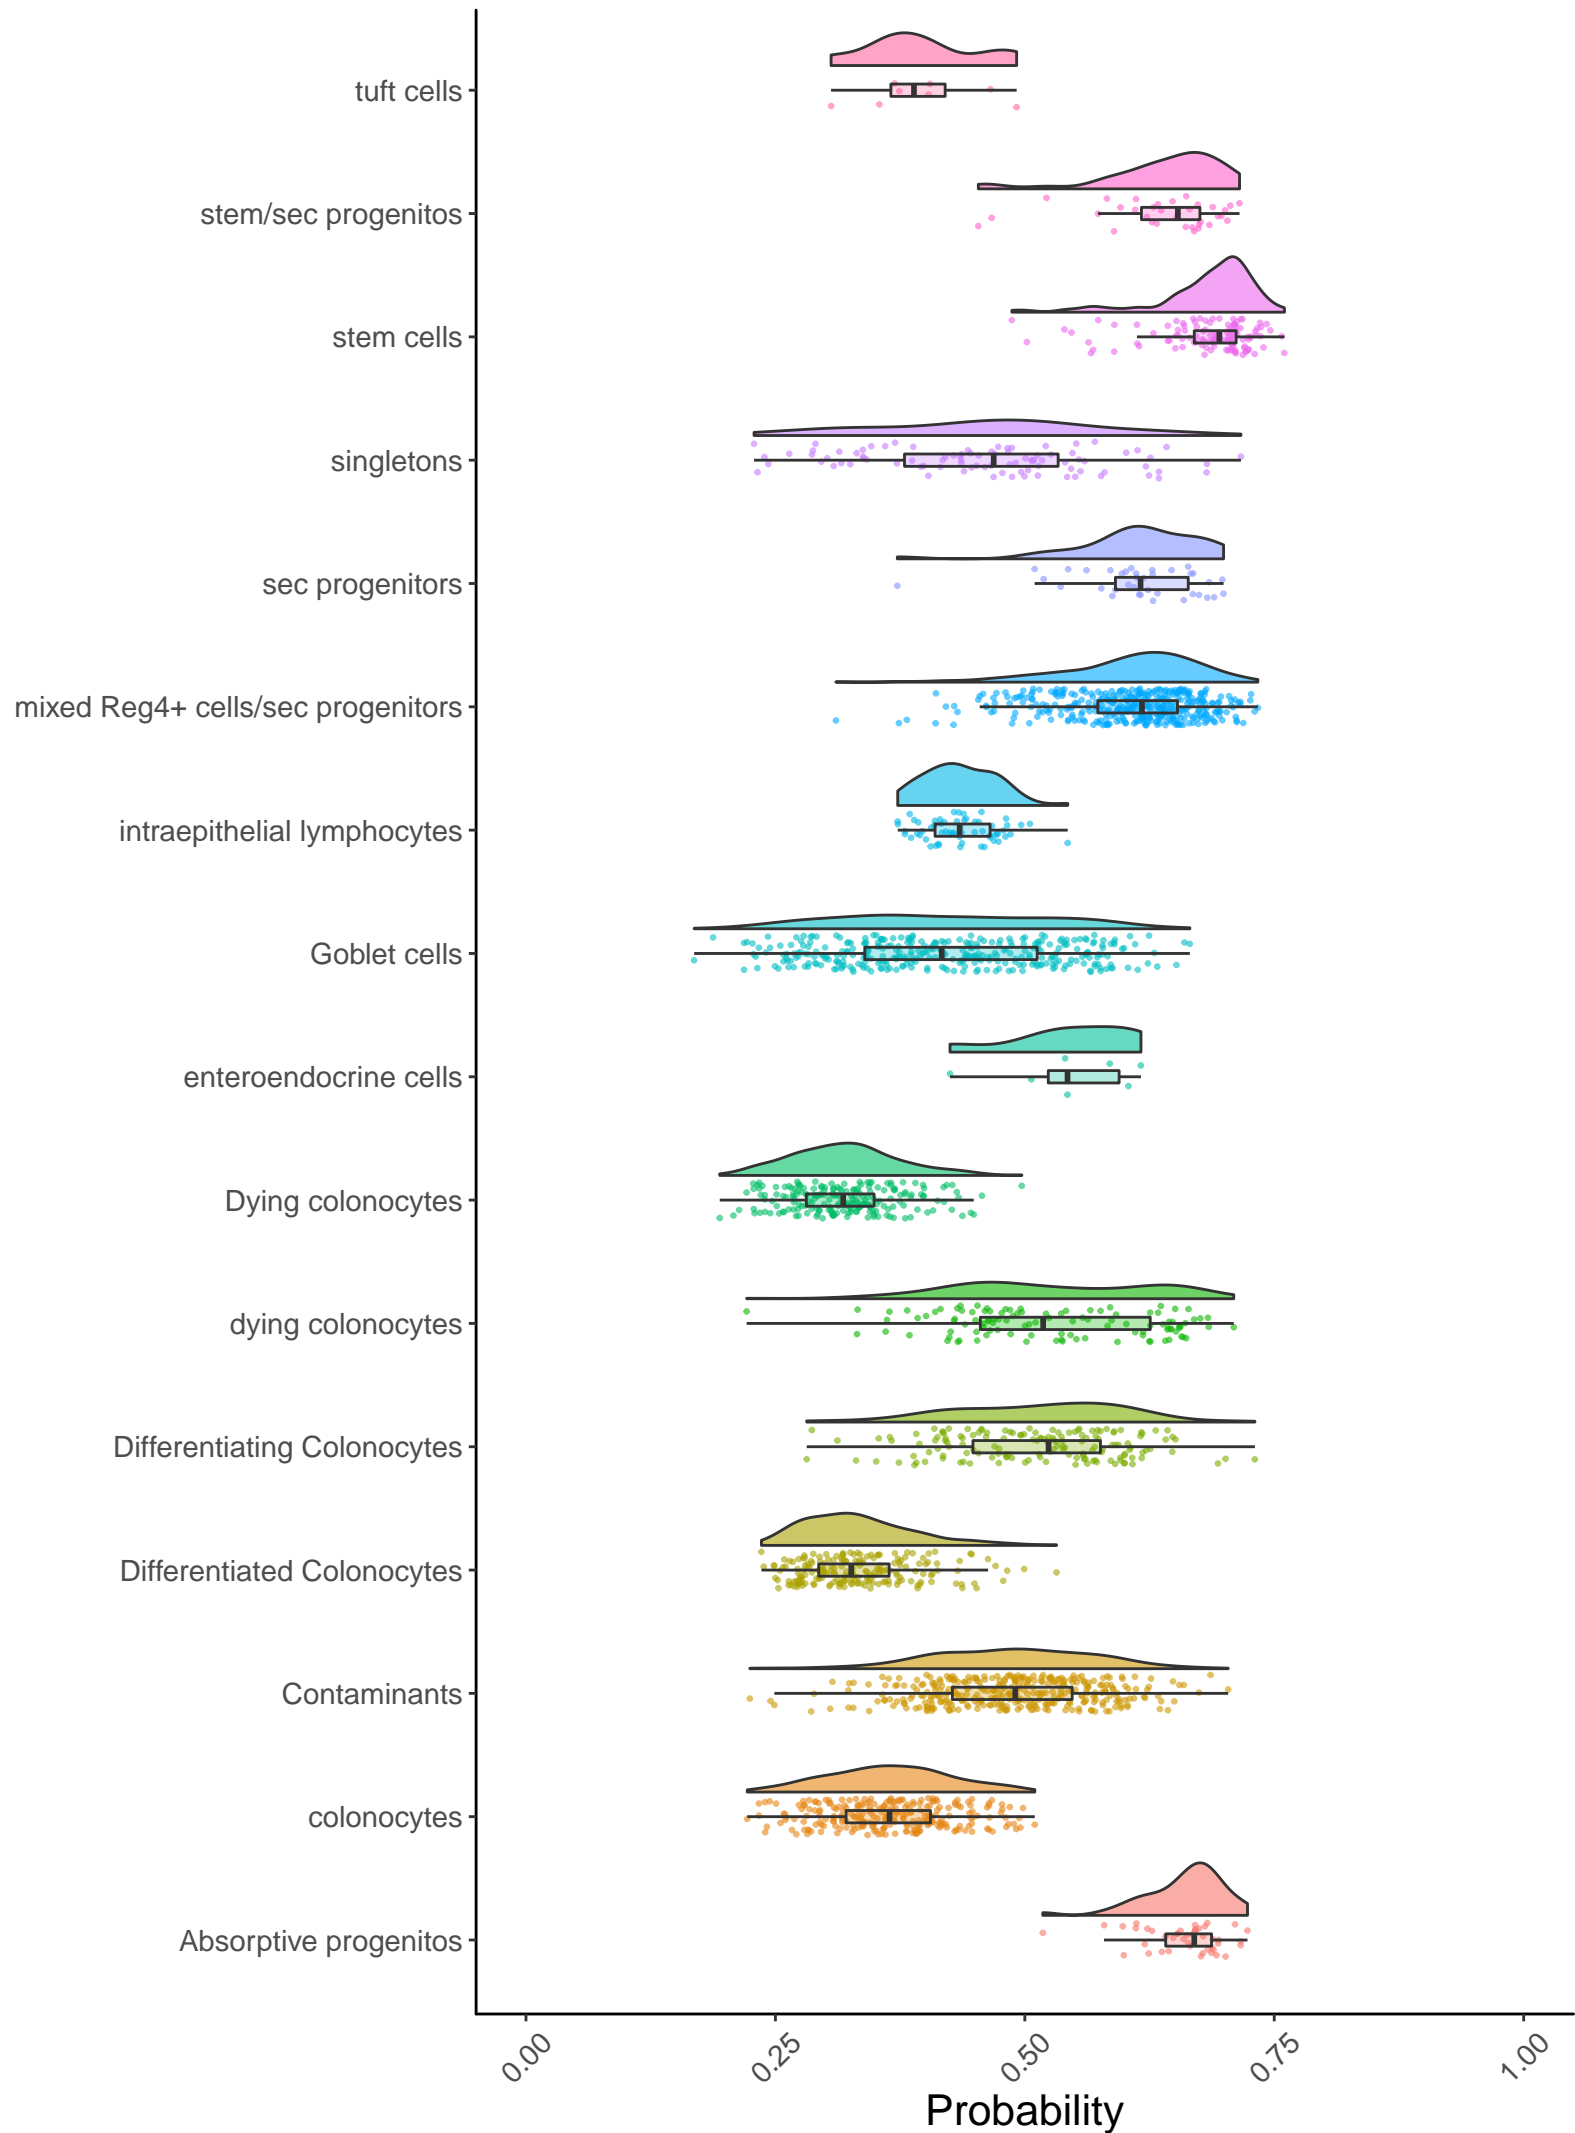 tuft cells
stem/sec progenitos
stem cells
singletons
sec progenitors
mixed Reg4+ cells/sec progenitors
intraepithelial lymphocytes
Goblet cells
enteroendocrine cells
Dying colonocytes
dying colonocytes
Differentiating Colonocytes
Differentiated Colonocytes
Contaminants
colonocytes
Absorptive progenitos
0.00 0.25 0.50 0.75 1.00
Probability